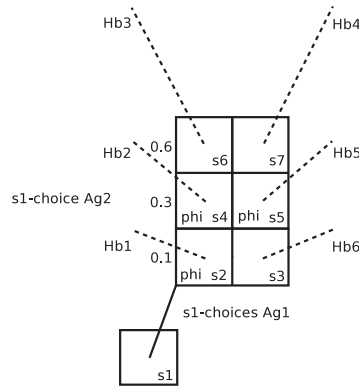 Hb3
Hb4
0.6
s6
s7
Hb2
Hb5
s1-choice Ag2
0.3
phi s4
phi s5
Hb1
Hb6
0.1
phi s2
s3
s1-choices Ag1
s1